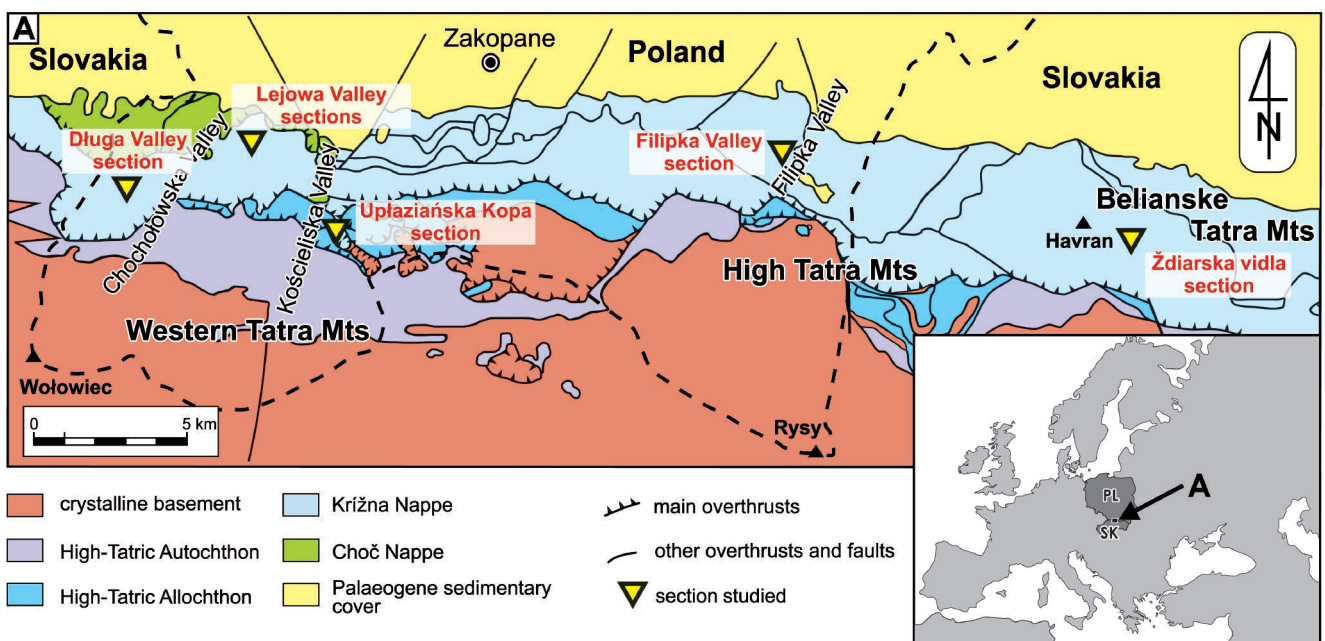 A
Slovakia
Zakopane
Poland
Slovakia
N
Lejowa Valley
sections
Długa Valley
section
Chochołowska Valley
Kościeliska Valley
Upłaziańska Kopa
section
Filipka Valley
section
Filipka Valley
Belianske
Tatra Mts
Havran
Ždiarska vidla
section
High Tatra Mts
Western Tatra Mts
Wołowiec
Rysy
0
5 km
crystalline basement
High-Tatric Autochthon
High-Tatric Allochthon
Krížna Nappe
Choč Nappe
Palaeogene sedimentary
cover
main overthrusts
other overthrusts and faults
section studied
PL
SK
A